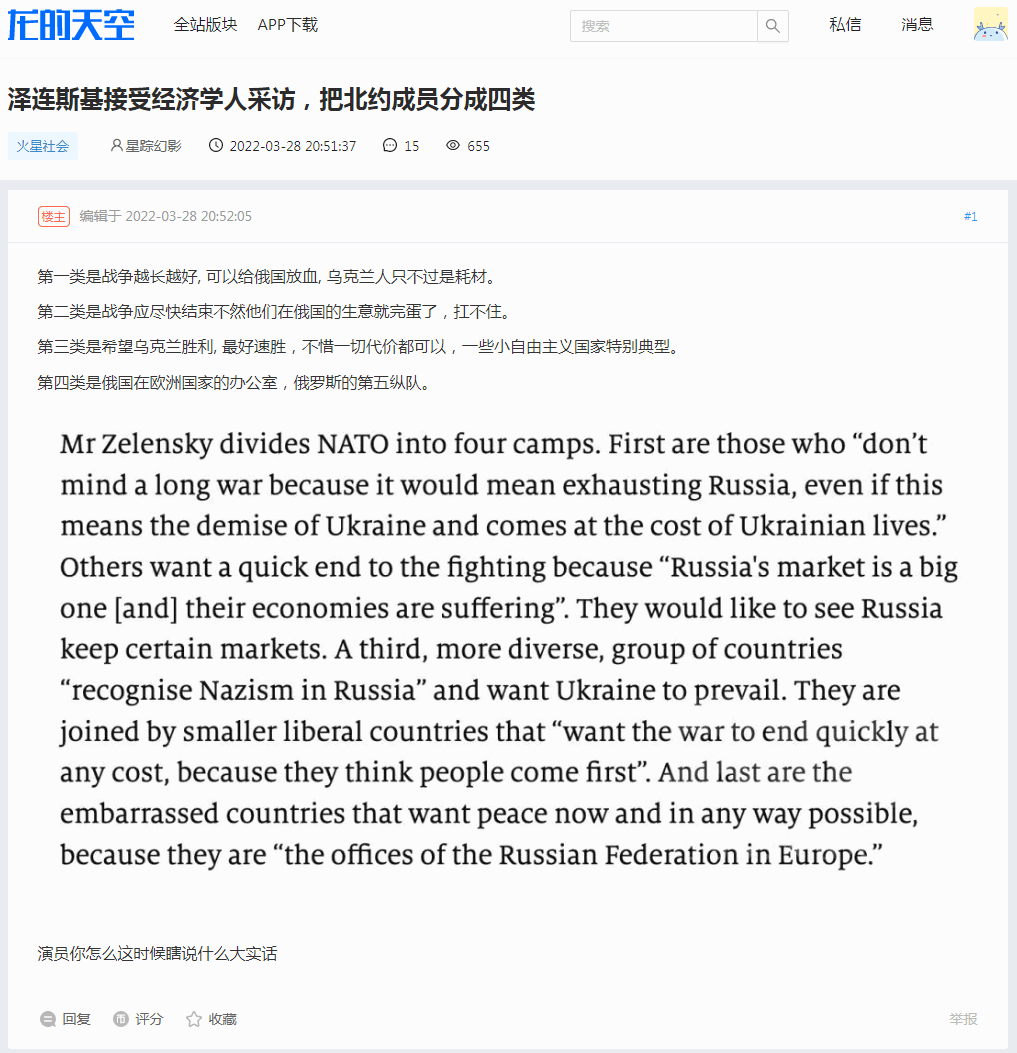 龙的天空 全站版块 APP下载 搜索 私信 消息
泽连斯基接受经济学人采访，把北约成员分成四类
火星社会 星踪幻影 2022-03-28 20:51:37 15 655
楼主 编辑于 2022-03-28 20:52:05 #1
第一类是战争越长越好, 可以给俄国放血, 乌克兰人只不过是耗材。
第二类是战争应尽快结束不然他们在俄国的生意就完蛋了，扛不住。
第三类是希望乌克兰胜利, 最好速胜，不惜一切代价都可以，一些小自由主义国家特别典型。
第四类是俄国在欧洲国家的办公室，俄罗斯的第五纵队。
Mr Zelensky divides NATO into four camps. First are those who “don’t
mind a long war because it would mean exhausting Russia, even if this
means the demise of Ukraine and comes at the cost of Ukrainian lives.”
Others want a quick end to the fighting because “Russia's market is a big
one [and] their economies are suffering”. They would like to see Russia
keep certain markets. A third, more diverse, group of countries
“recognise Nazism in Russia” and want Ukraine to prevail. They are
joined by smaller liberal countries that “want the war to end quickly at
any cost, because they think people come first”. And last are the
embarrassed countries that want peace now and in any way possible,
because they are “the offices of the Russian Federation in Europe.”
演员你怎么这时候瞎说什么大实话
回复 评分 收藏 举报